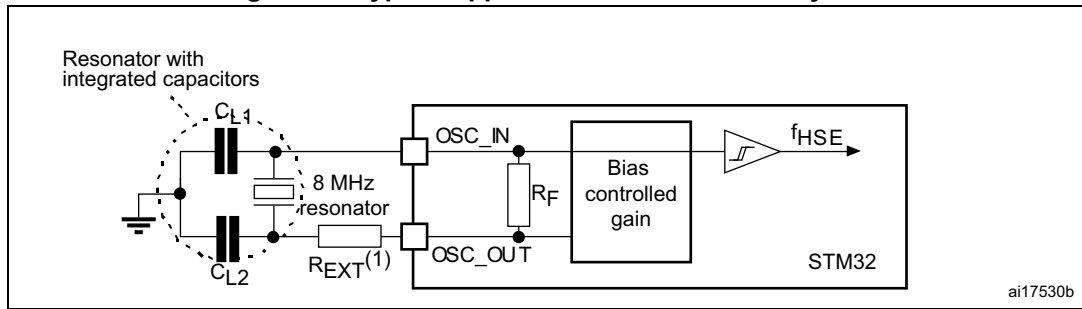 Resonator with
integrated capacitors
CL1
OSC_IN
fHSE
8 MHz
resonator
RF
Bias
controlled
gain
REXT(1)
OSC_OUT
STM32
CL2
ai17530b